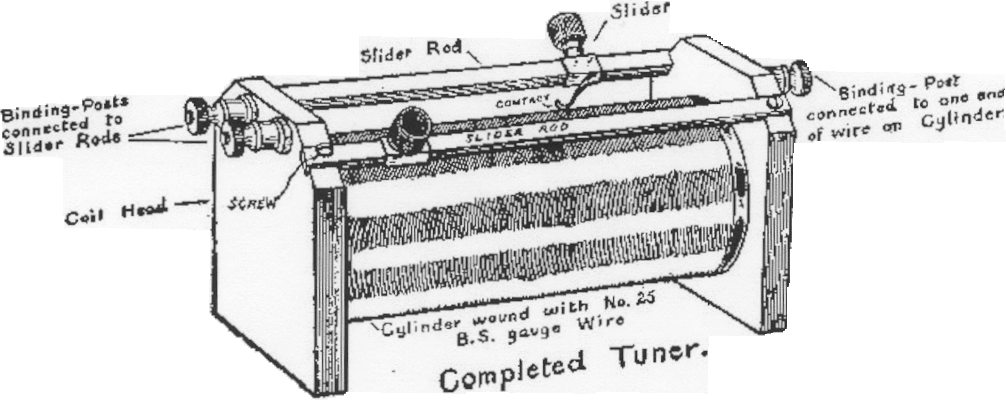 Slider
Slider Rod
Binding-Posts
connected to
Slider Rods
CONTACT
SLIDER ROD
Binding-Post
connected to one end
of wire on Cylinder
Coil Head
SCREW
Cylinder wound with No. 25
B.S. gauge Wire
Completed Tuner.